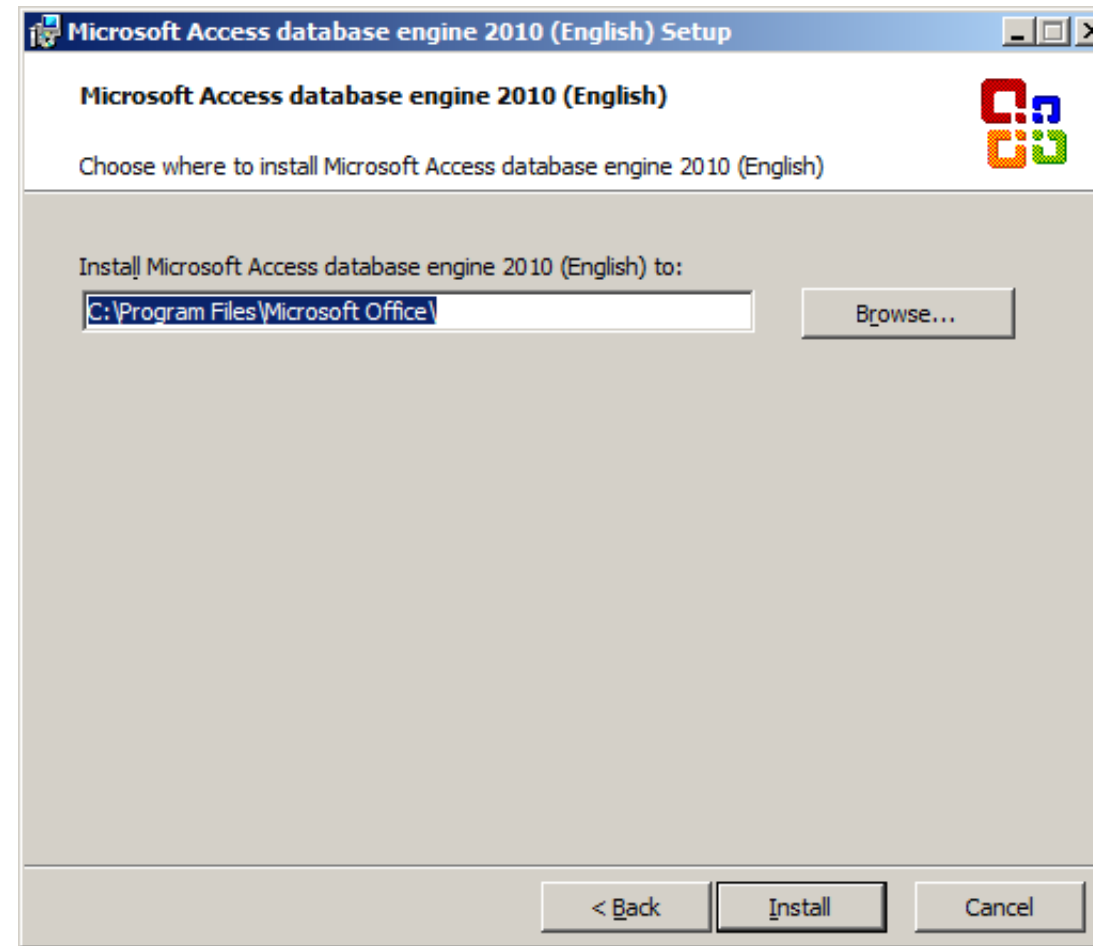 Microsoft Access database engine 2010 (English) Setup
Microsoft Access database engine 2010 (English)
Choose where to install Microsoft Access database engine 2010 (English)
Install Microsoft Access database engine 2010 (English) to:
C:\Program Files\Microsoft Office\
Browse...
< Back
Install
Cancel